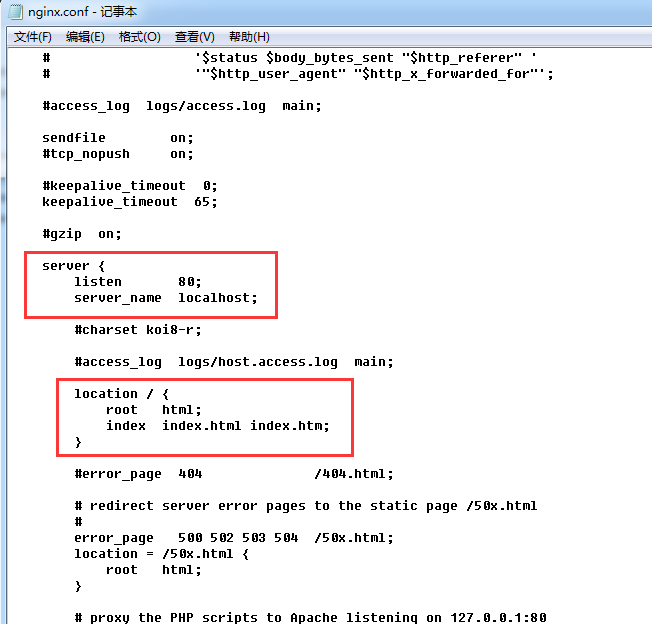 nginx.conf - 记事本
文件(F) 编辑(E) 格式(O) 查看(V) 帮助(H)
#                  '$status $body_bytes_sent "$http_referer" '
#                  '"$http_user_agent" "$http_x_forwarded_for"';
#access_log  logs/access.log  main;
sendfile        on;
#tcp_nopush     on;
#keepalive_timeout  0;
keepalive_timeout  65;
#gzip  on;
server {
listen       80;
server_name  localhost;
#charset koi8-r;
#access_log  logs/host.access.log  main;
location / {
root   html;
index  index.html index.htm;
}
#error_page  404              /404.html;
# redirect server error pages to the static page /50x.html
#
error_page   500 502 503 504  /50x.html;
location = /50x.html {
root   html;
}
# proxy the PHP scripts to Apache listening on 127.0.0.1:80